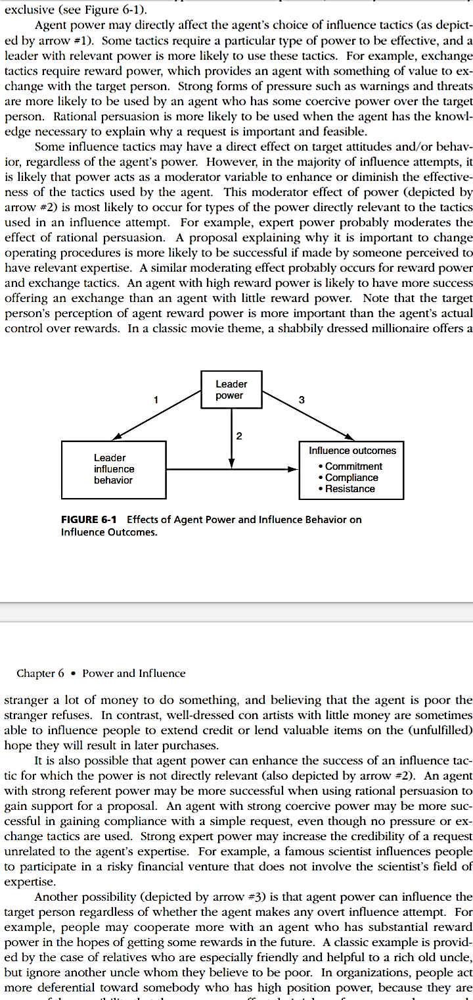 exclusive (see Figure 6-1).
Agent power may directly affect the agent's choice of influence tactics (as depict-
ed by arrow #1). Some tactics require a particular type of power to be effective, and a
leader with relevant power is more likely to use these tactics. For example, exchange
tactics require reward power, which provides an agent with something of value to ex-
change with the target person. Strong forms of pressure such as warnings and threats
are more likely to be used by an agent who has some coercive power over the target
person. Rational persuasion is more likely to be used when the agent has the knowl-
edge necessary to explain why a request is important and feasible.
Some influence tactics may have a direct effect on target attitudes and/or behav-
ior, regardless of the agent's power. However, in the majority of influence attempts, it
is likely that power acts as a moderator variable to enhance or diminish the effective-
ness of the tactics used by the agent. This moderator effect of power (depicted by
arrow #2) is most likely to occur for types of the power directly relevant to the tactics
used in an influence attempt. For example, expert power probably moderates the
effect of rational persuasion. A proposal explaining why it is important to change
operating procedures is more likely to be successful if made by someone perceived to
have relevant expertise. A similar moderating effect probably occurs for reward power
and exchange tactics. An agent with high reward power is likely to have more success
offering an exchange than an agent with little reward power. Note that the target
person's perception of agent reward power is more important than the agent's actual
control over rewards. In a classic movie theme, a shabbily dressed millionaire offers a
Leader
power
1
3
2
Leader
influence
behavior
Influence outcomes
• Commitment
• Compliance
• Resistance
FIGURE 6-1 Effects of Agent Power and Influence Behavior on
Influence Outcomes.
Chapter 6 • Power and Influence
stranger a lot of money to do something, and believing that the agent is poor the
stranger refuses. In contrast, well-dressed con artists with little money are sometimes
able to influence people to extend credit or lend valuable items on the (unfulfilled)
hope they will result in later purchases.
It is also possible that agent power can enhance the success of an influence tac-
tic for which the power is not directly relevant (also depicted by arrow #2). An agent
with strong referent power may be more successful when using rational persuasion to
gain support for a proposal. An agent with strong coercive power may be more suc-
cessful in gaining compliance with a simple request, even though no pressure or ex-
change tactics are used. Strong expert power may increase the credibility of a request
unrelated to the agent's expertise. For example, a famous scientist influences people
to participate in a risky financial venture that does not involve the scientist's field of
expertise.
Another possibility (depicted by arrow #3) is that agent power can influence the
target person regardless of whether the agent makes any overt influence attempt. For
example, people may cooperate more with an agent who has substantial reward
power in the hopes of getting some rewards in the future. A classic example is provid-
ed by the case of relatives who are especially friendly and helpful to a rich old uncle,
but ignore another uncle whom they believe to be poor. In organizations, people act
more deferential toward somebody who has high position power, because they are